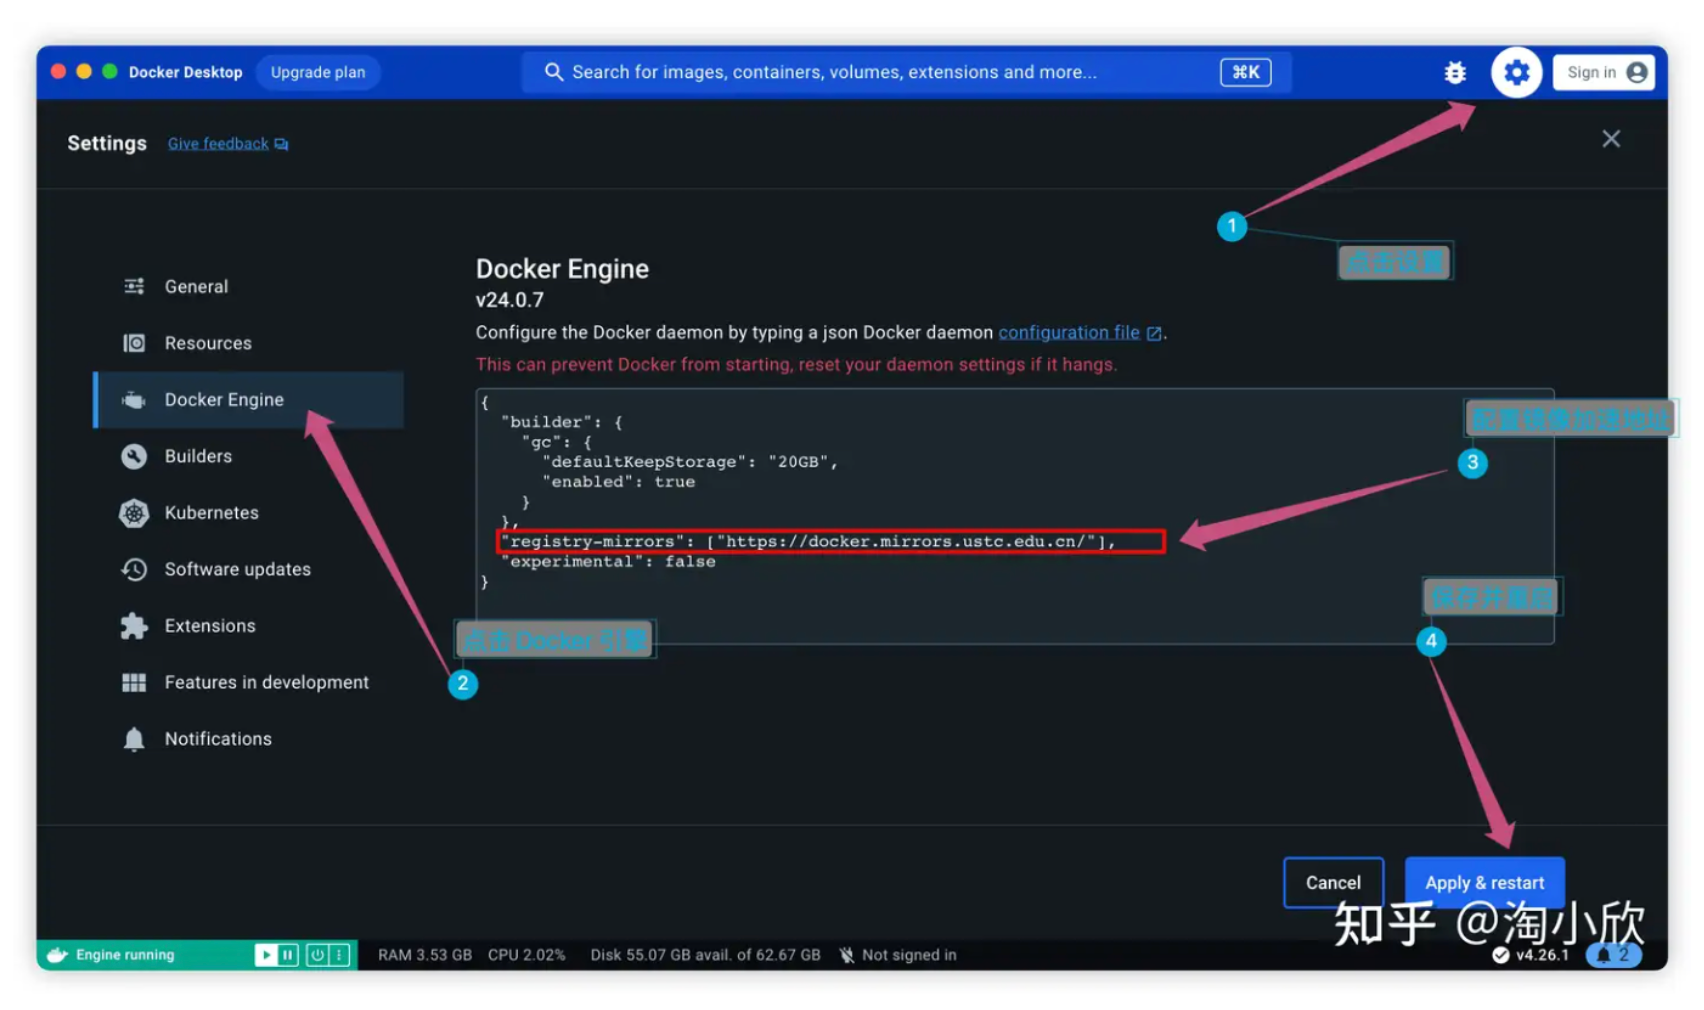 Docker Desktop Upgrade plan Search for images, containers, volumes, extensions and more... ⌘K Sign in
Settings Give feedback
1
点击设置
General
Resources
Docker Engine
Builders
Kubernetes
Software updates
Extensions
Features in development
Notifications
Docker Engine
v24.0.7
Configure the Docker daemon by typing a json Docker daemon configuration file.
This can prevent Docker from starting, reset your daemon settings if it hangs.
{
"builder": {
"gc": {
"defaultKeepStorage": "20GB",
"enabled": true
}
},
"registry-mirrors": ["https://docker.mirrors.ustc.edu.cn/"],
"experimental": false
}
配置镜像加速地址
3
点击 Docker 引擎
2
保存并重启
4
Cancel Apply & restart
知乎 @淘小欣
Engine running RAM 3.53 GB CPU 2.02% Disk 55.07 GB avail. of 62.67 GB Not signed in v4.26.1 2